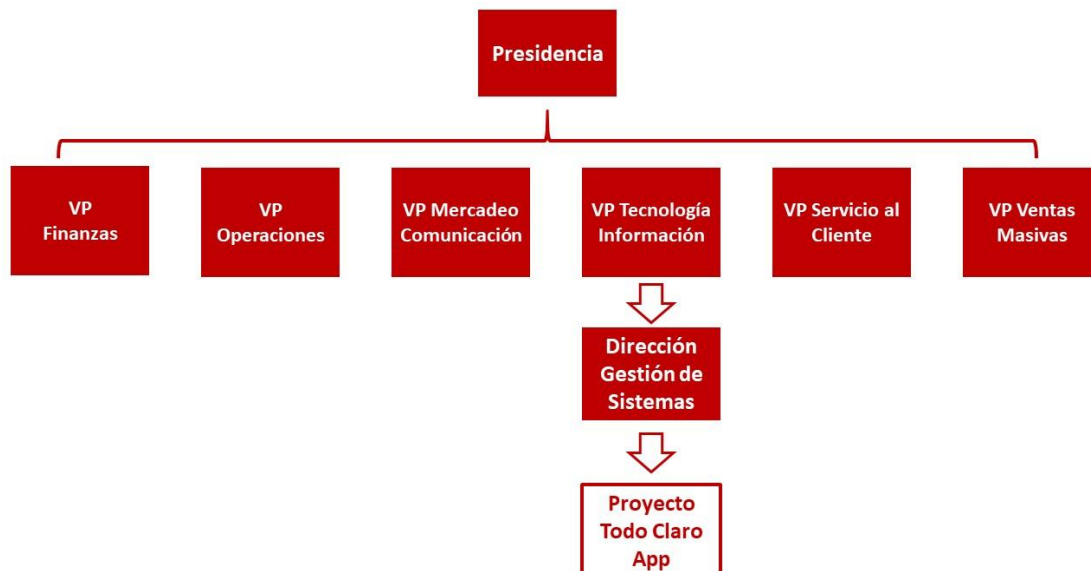 Presidencia
VP
Finanzas
VP
Operaciones
VP Mercadeo
Comunicación
VP Tecnología
Información
VP Servicio al
Cliente
VP Ventas
Masivas
Dirección
Gestión de
Sistemas
Proyecto
Todo Claro
App